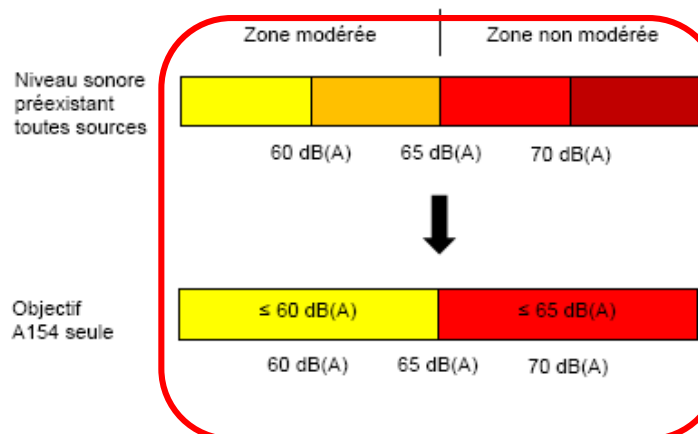 Zone modérée
Zone non modérée
Niveau sonore
préexistant
toutes sources
60 dB(A)
65 dB(A)
70 dB(A)
Objectif
A154 seule
≤ 60 dB(A)
≤ 65 dB(A)
60 dB(A)
65 dB(A)
70 dB(A)